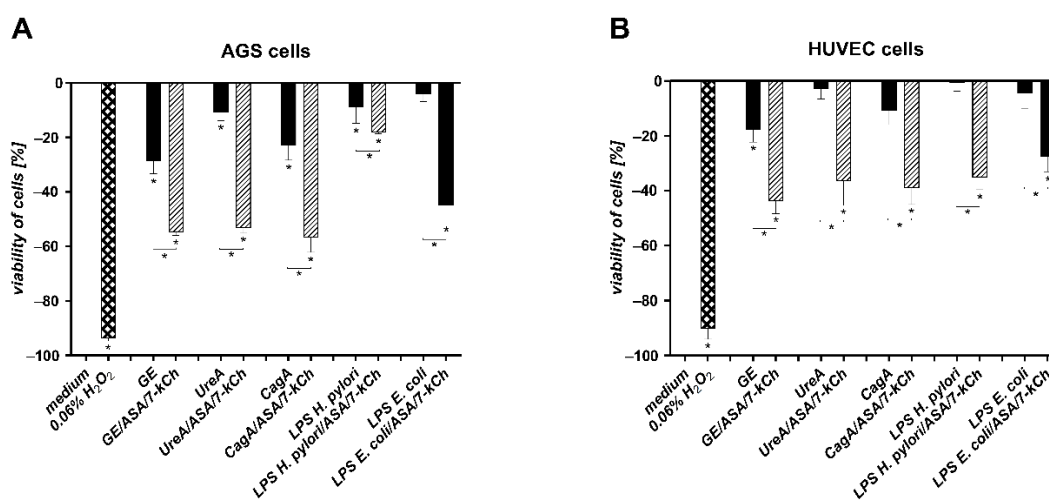 A
AGS cells
viability of cells [%]
0
−20
−40
−60
−80
−100
* * * * * * * * * *
* * * * *
medium
0.06% H₂O₂
GE
GE/ASA/7-kCh
UreA
UreA/ASA/7-kCh
CagA
CagA/ASA/7-kCh
LPS H. pylori
LPS H. pylori/ASA/7-kCh
LPS E. coli
LPS E. coli/ASA/7-kCh
B
HUVEC cells
viability of cells [%]
0
−20
−40
−60
−80
−100
* * * * * * *
* * * * *
medium
0.06% H₂O₂
GE
GE/ASA/7-kCh
UreA
UreA/ASA/7-kCh
CagA
CagA/ASA/7-kCh
LPS H. pylori
LPS H. pylori/ASA/7-kCh
LPS E. coli
LPS E. coli/ASA/7-kCh